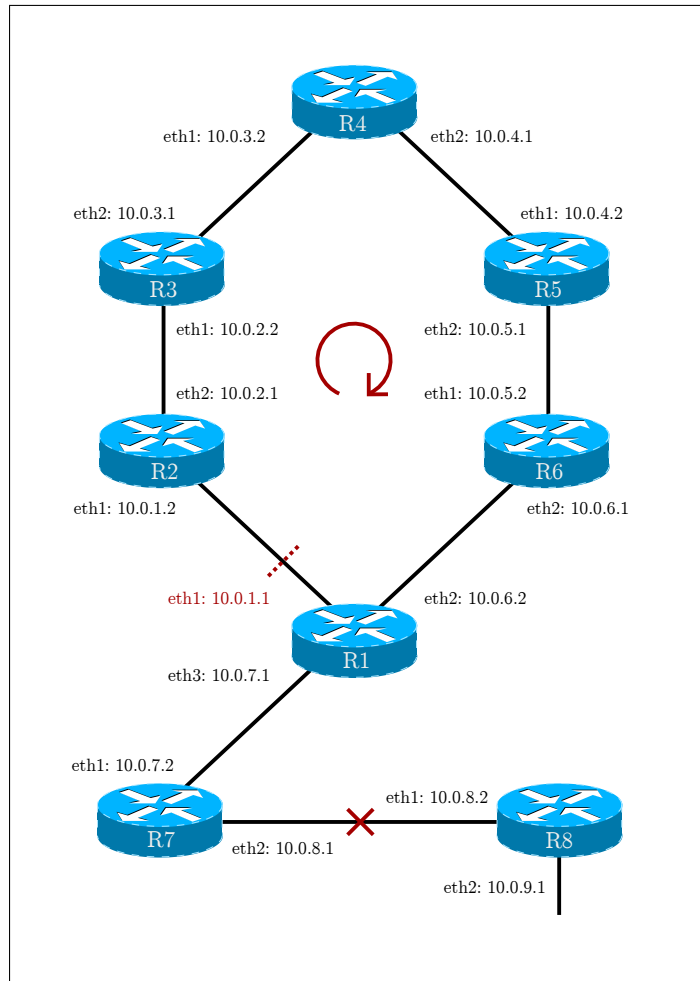 R4
eth1: 10.0.3.2
eth2: 10.0.4.1
eth2: 10.0.3.1
eth1: 10.0.4.2
R3
R5
eth1: 10.0.2.2
eth2: 10.0.5.1
eth2: 10.0.2.1
eth1: 10.0.5.2
R2
R6
eth1: 10.0.1.2
eth2: 10.0.6.1
eth1: 10.0.1.1
eth2: 10.0.6.2
R1
eth3: 10.0.7.1
eth1: 10.0.7.2
eth1: 10.0.8.2
R7
R8
eth2: 10.0.8.1
eth2: 10.0.9.1